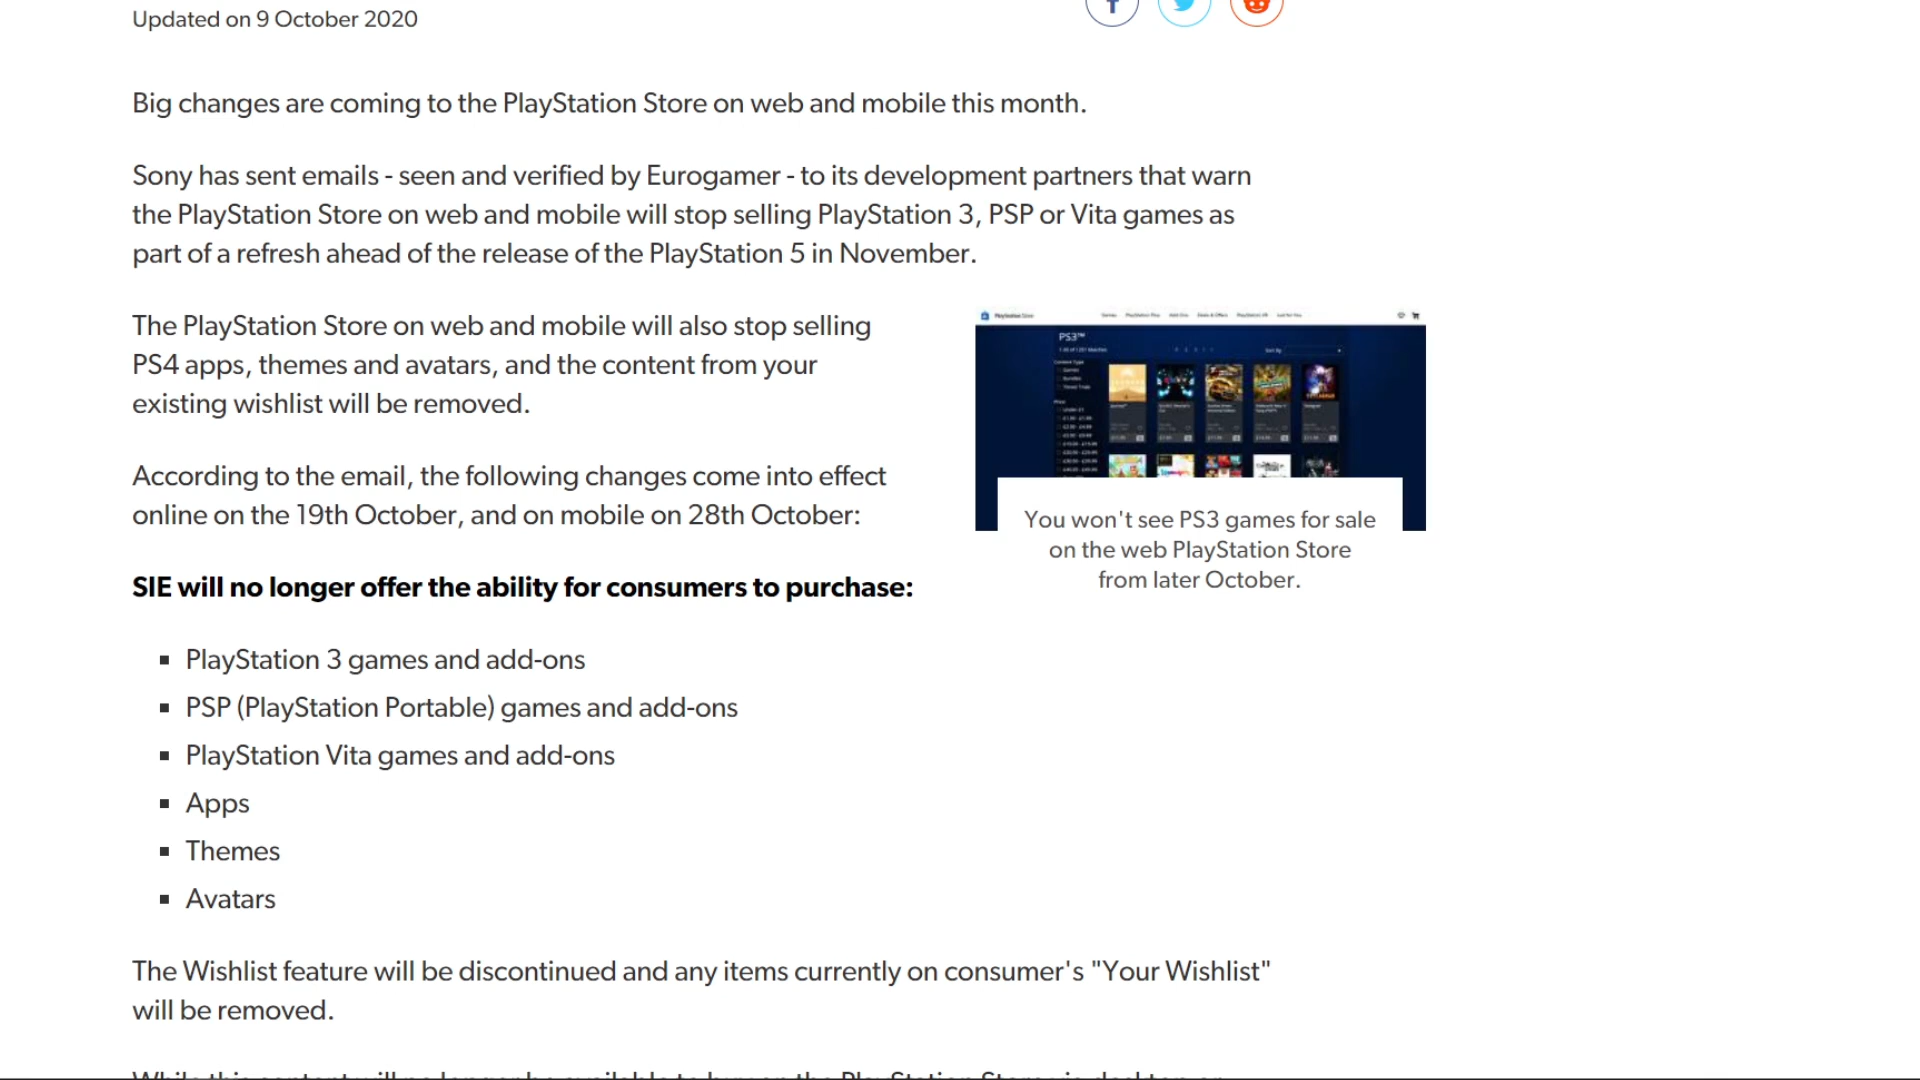 Updated on 9 October 2020
Big changes are coming to the PlayStation Store on web and mobile this month.
Sony has sent emails - seen and verified by Eurogamer - to its development partners that warn
the PlayStation Store on web and mobile will stop selling PlayStation 3, PSP or Vita games as
part of a refresh ahead of the release of the PlayStation 5 in November.
The PlayStation Store on web and mobile will also stop selling
PS4 apps, themes and avatars, and the content from your
existing wishlist will be removed.
According to the email, the following changes come into effect
online on the 19th October, and on mobile on 28th October:
PlayStation Store
PS3™
You won't see PS3 games for sale
on the web PlayStation Store
from later October.
SIE will no longer offer the ability for consumers to purchase:
▪ PlayStation 3 games and add-ons
▪ PSP (PlayStation Portable) games and add-ons
▪ PlayStation Vita games and add-ons
▪ Apps
▪ Themes
▪ Avatars
The Wishlist feature will be discontinued and any items currently on consumer's "Your Wishlist"
will be removed.